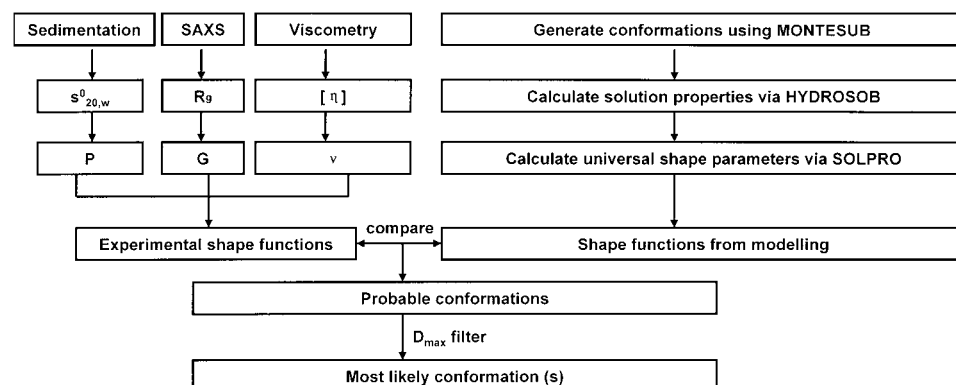 Sedimentation SAXS Viscometry Generate conformations using MONTESUB
s⁰₂₀,w Rg [ η ] Calculate solution properties via HYDROSOB
P G ν Calculate universal shape parameters via SOLPRO
compare
Experimental shape functions Shape functions from modelling
Probable conformations
Dmax filter
Most likely conformation (s)